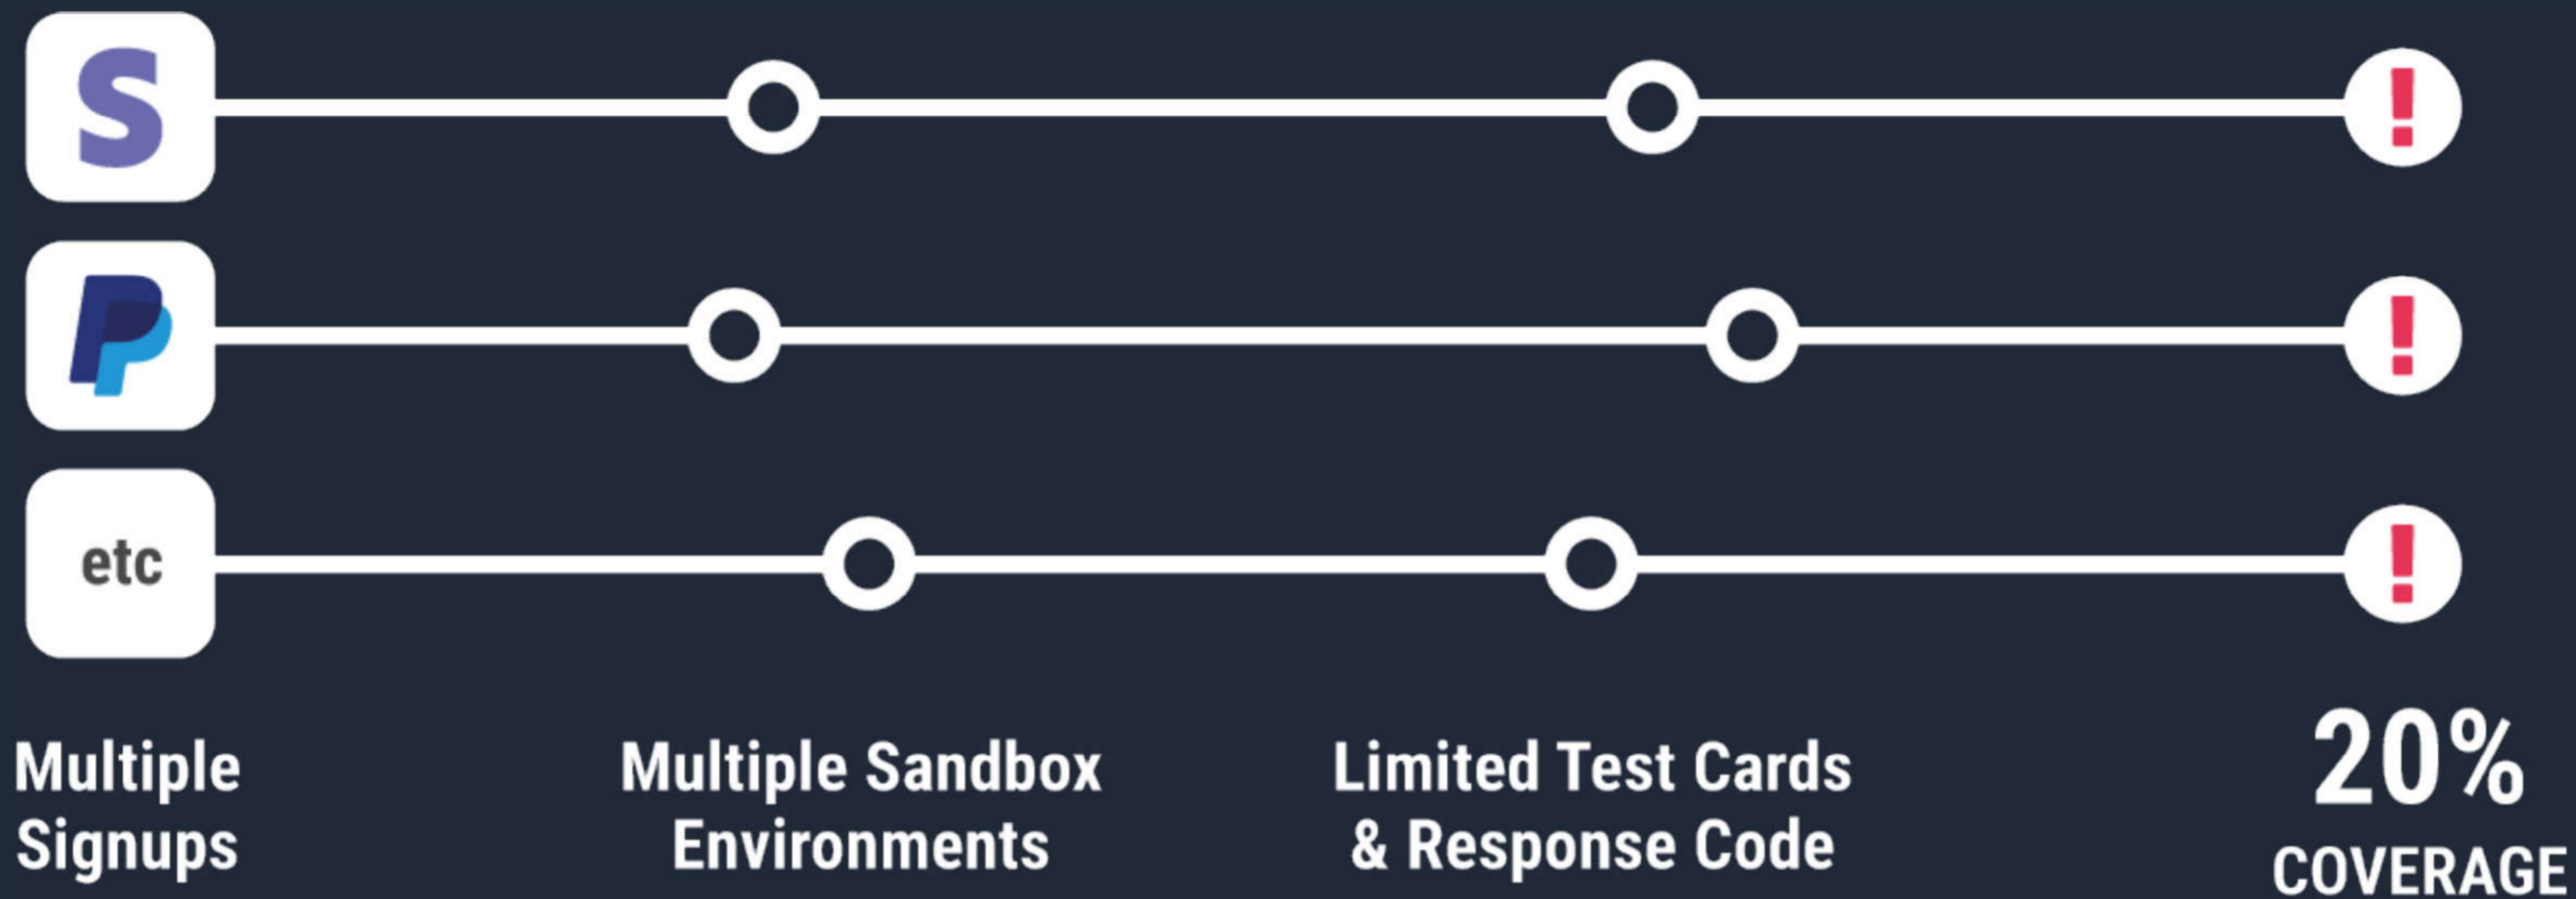 S
P
etc
!
!
!
Multiple
Signups
Multiple Sandbox
Environments
Limited Test Cards
& Response Code
20%
COVERAGE